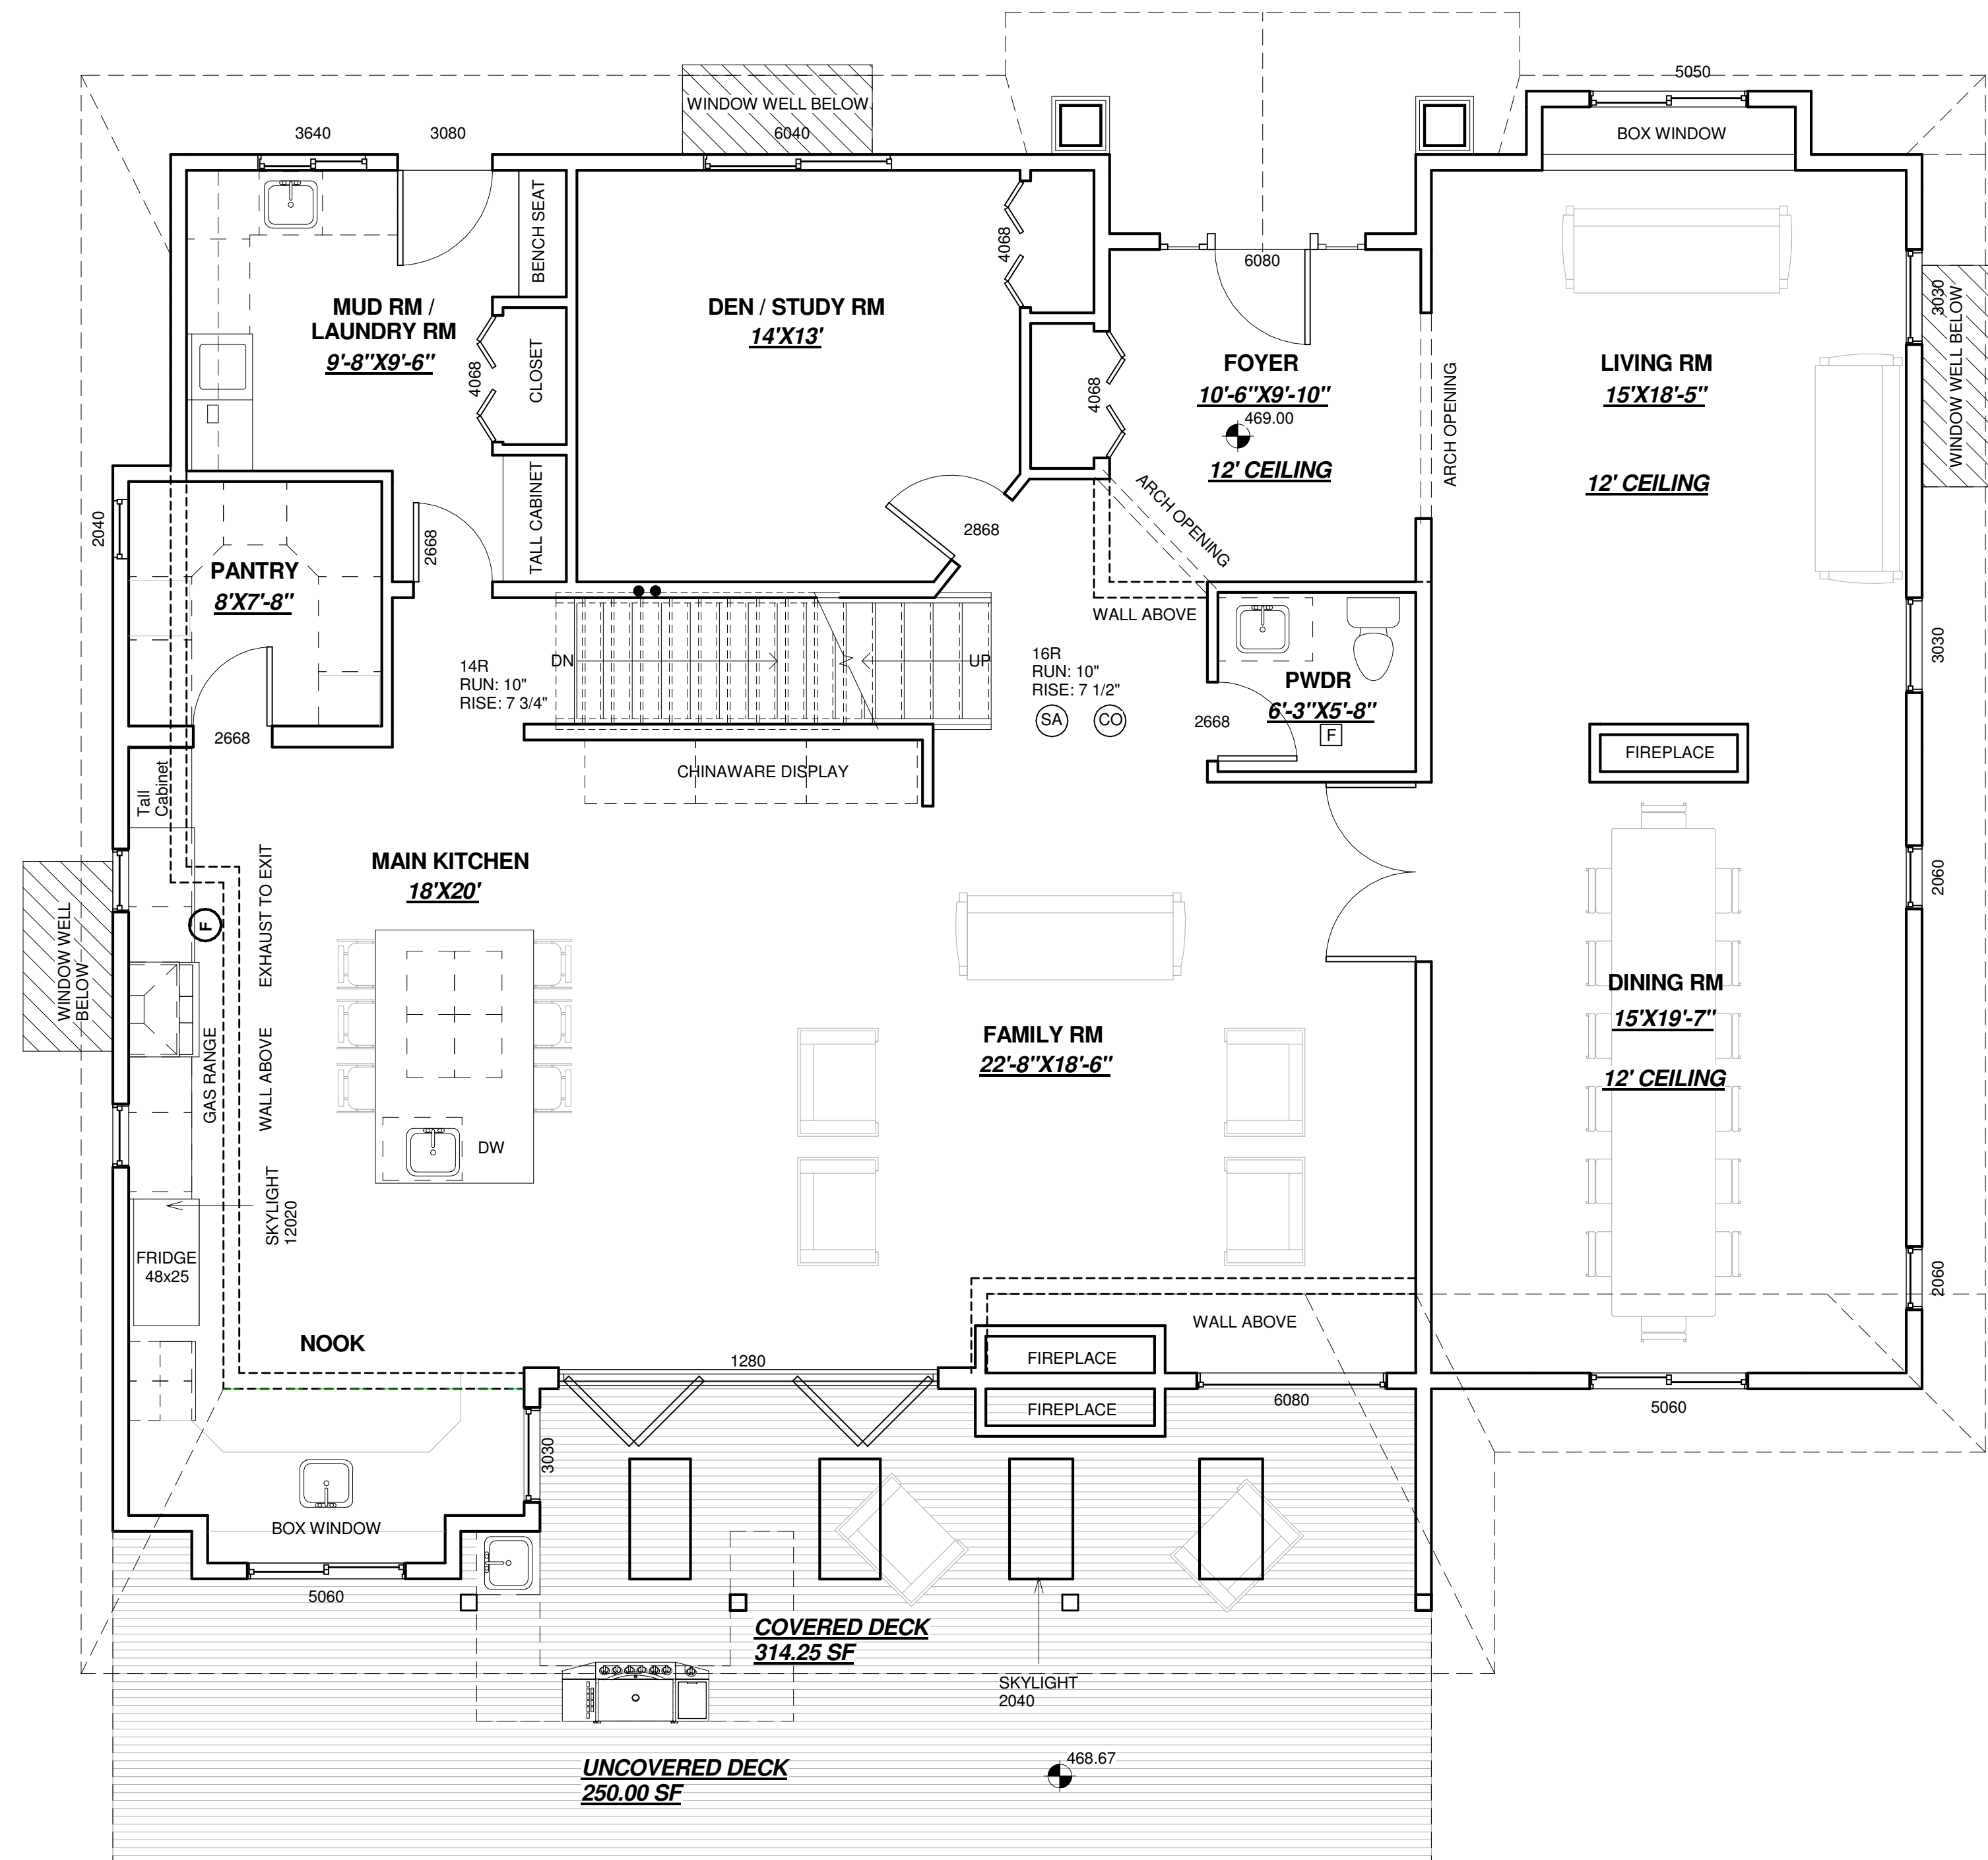 5050
WINDOW WELL BELOW
BOX WINDOW
3640
3080
6040
BENCH SEAT
4068
6080
3030
WINDOW WELL BELOW
MUD RM /
LAUNDRY RM
9'-8"X9'-6"
DEN / STUDY RM
14'X13'
FOYER
10'-6"X9'-10"
469.00
12' CEILING
LIVING RM
15'X18'-5"
12' CEILING
4068
CLOSET
4068
ARCH OPENING
ARCH OPENING
2040
2668
TALL CABINET
2868
PANTRY
8'X7'-8"
WALL ABOVE
3030
14R
RUN: 10"
RISE: 7 3/4"
DN
UP
16R
RUN: 10"
RISE: 7 1/2"
SA
CO
PWDR
6'-3"X5'-8"
F
2668
2668
FIREPLACE
CHINAWARE DISPLAY
Tall
Cabinet
MAIN KITCHEN
18'X20'
2060
EXHAUST TO EXIT
F
WINDOW WELL
BELOW
GAS RANGE
WALL ABOVE
FAMILY RM
22'-8"X18'-6"
DINING RM
15'X19'-7"
12' CEILING
DW
SKYLIGHT
12020
FRIDGE
48x25
2060
NOOK
1280
WALL ABOVE
FIREPLACE
FIREPLACE
6080
5060
3030
BOX WINDOW
5060
COVERED DECK
314.25 SF
SKYLIGHT
2040
UNCOVERED DECK
250.00 SF
468.67